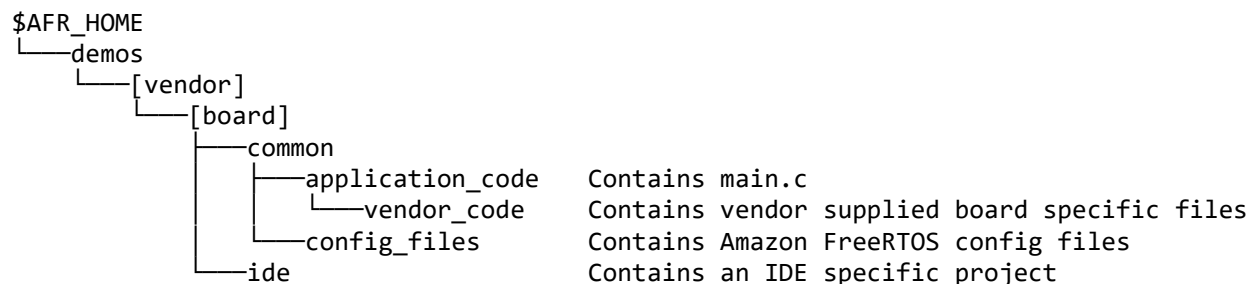 $AFR_HOME
└───demos
    └───[vendor]
        └───[board]
            ├───common
            │   ├───application_code   Contains main.c
            │   │   └───vendor_code    Contains vendor supplied board specific files
            │   └───config_files       Contains Amazon FreeRTOS config files
            └───ide                    Contains an IDE specific project